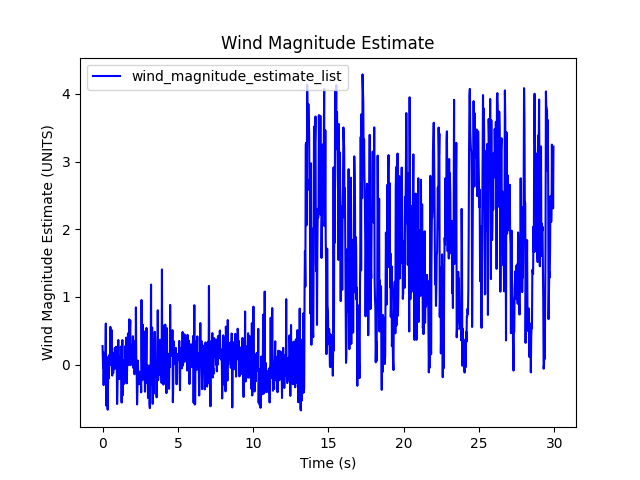 Wind Magnitude Estimate
wind_magnitude_estimate_list
Wind Magnitude Estimate (UNITS)
4
3
2
1
0
0 5 10 15 20 25 30
Time (s)